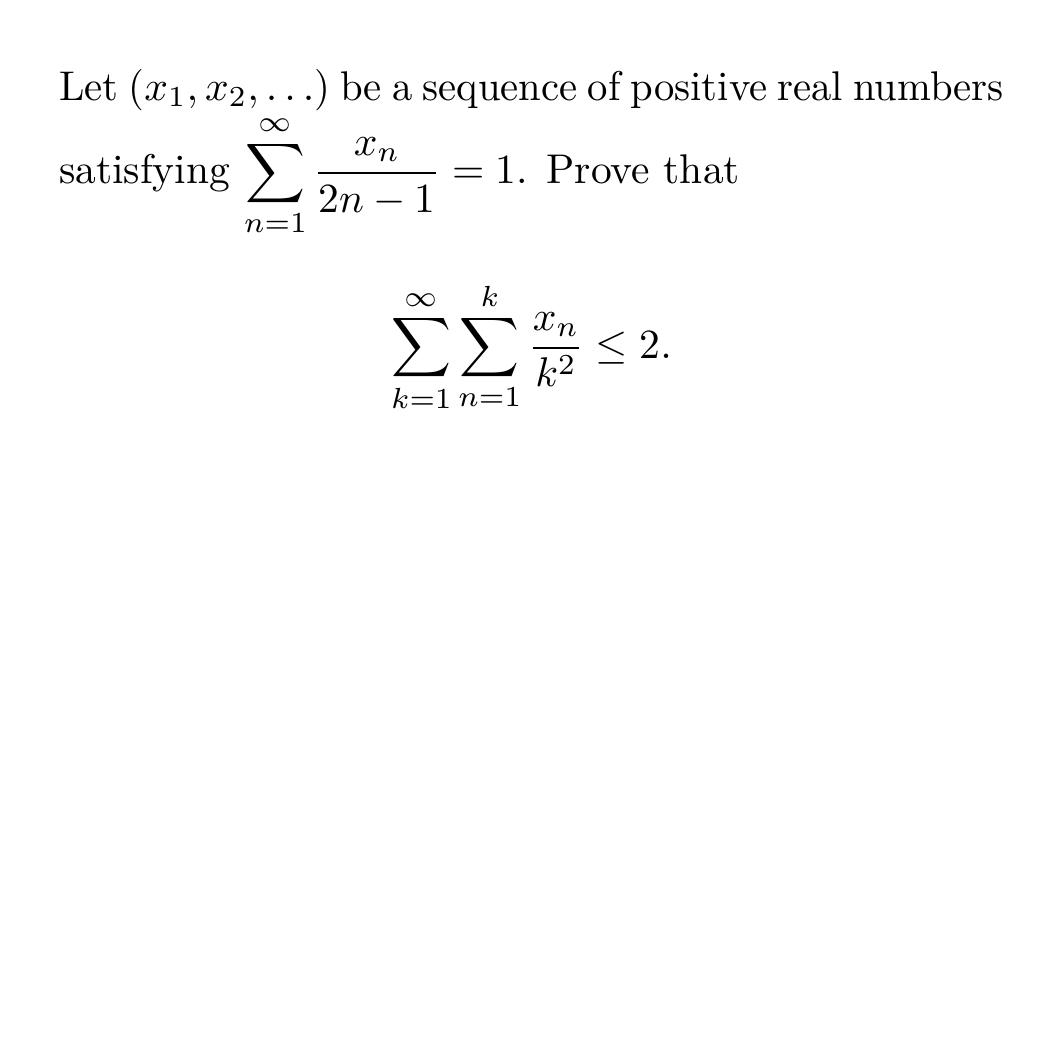 Let $(x_1, x_2, \ldots)$ be a sequence of positive real numbers
satisfying $\displaystyle\sum_{n=1}^{\infty} \frac{x_n}{2n-1} = 1$. Prove that
$$\sum_{k=1}^{\infty} \sum_{n=1}^{k} \frac{x_n}{k^2} \leq 2.$$